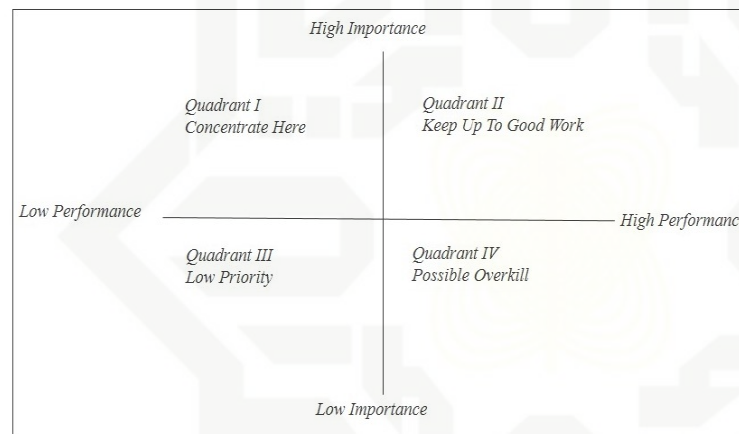 High Importance
Quadrant I
Concentrate Here
Quadrant II
Keep Up To Good Work
Low Performance
High Performanc
Quadrant III
Low Priority
Quadrant IV
Possible Overkill
Low Importance